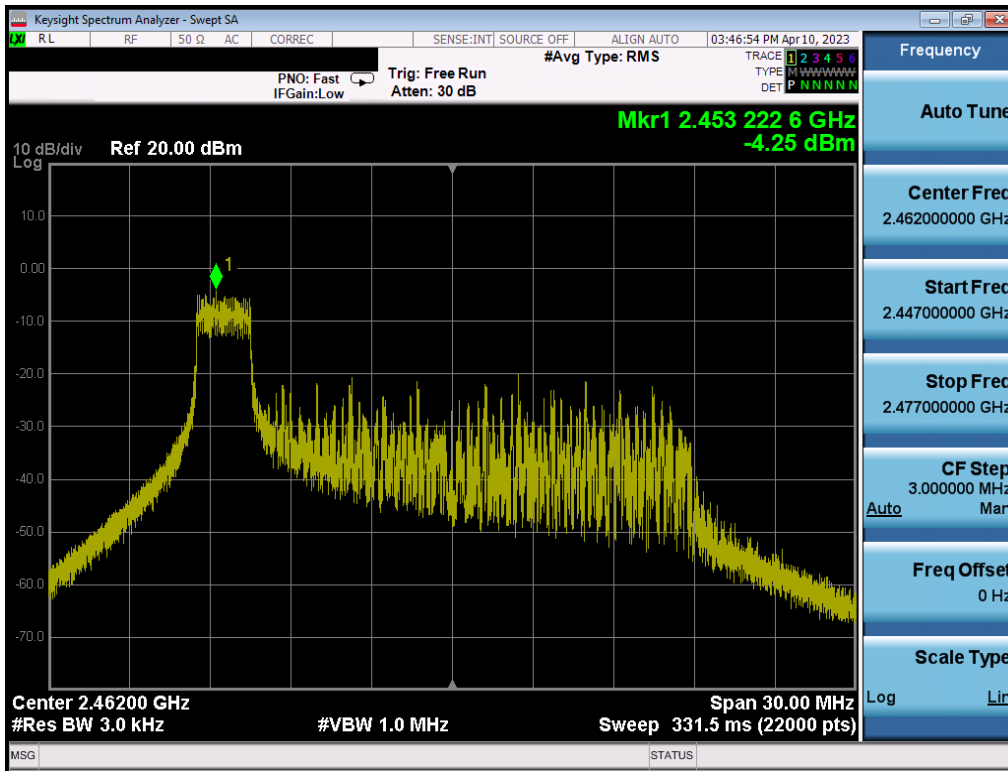 Keysight Spectrum Analyzer - Swept SA
LXI RL RF 50 Ω AC CORREC SENSE:INT SOURCE OFF ALIGN AUTO 03:46:54 PM Apr 10, 2023
#Avg Type: RMS
TRACE 1 2 3 4 5 6
PNO: Fast
Trig: Free Run
TYPE M WWWWW
IFGain:Low
Atten: 30 dB
DET P N N N N N
Mkr1 2.453 222 6 GHz
-4.25 dBm
10 dB/div Ref 20.00 dBm
Log
10.0
0.00
1
-10.0
-20.0
-30.0
-40.0
-50.0
-60.0
-70.0
Center 2.46200 GHz Span 30.00 MHz
#Res BW 3.0 kHz #VBW 1.0 MHz Sweep 331.5 ms (22000 pts)
MSG STATUS
Frequency
Auto Tune
Center Freq
2.462000000 GHz
Start Freq
2.447000000 GHz
Stop Freq
2.477000000 GHz
CF Step
3.000000 MHz
Auto Man
Freq Offset
0 Hz
Scale Type
Log Lin